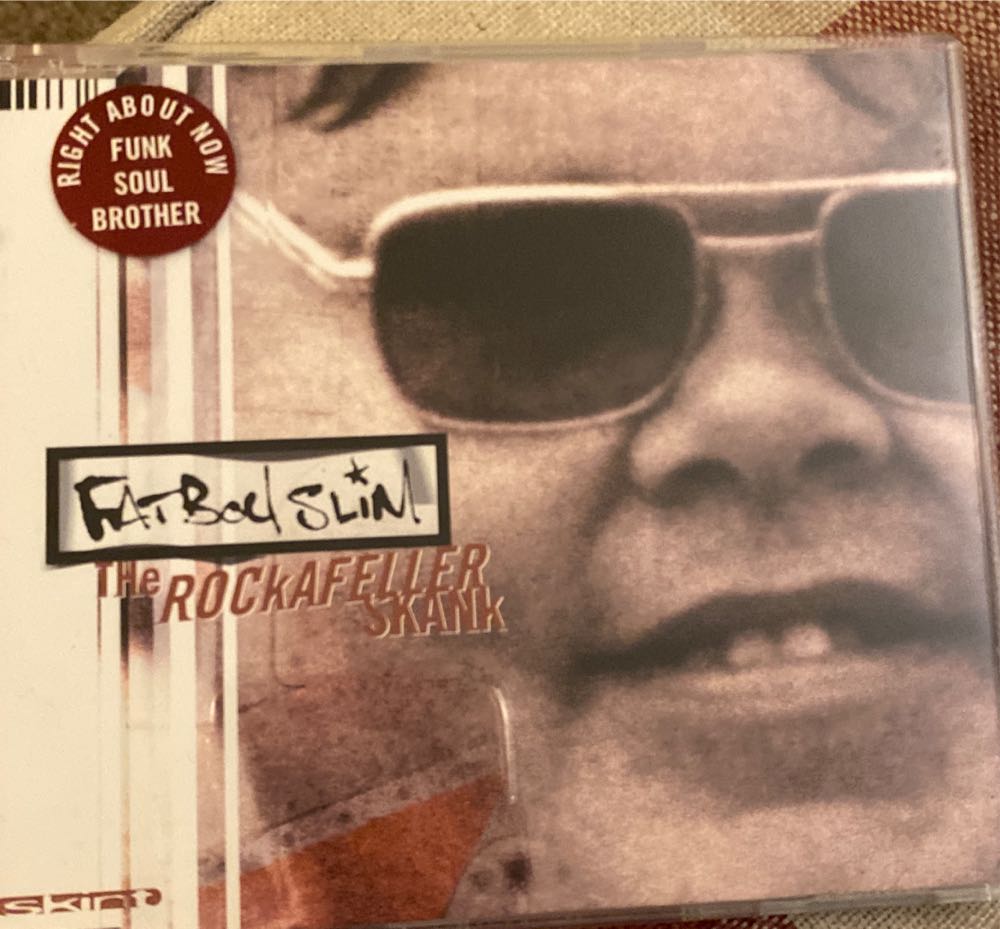 RIGHT ABOUT NOW
FUNK
SOUL
BROTHER
FATBOY SLIM
THe ROCkAFELLER
SKANk
skint